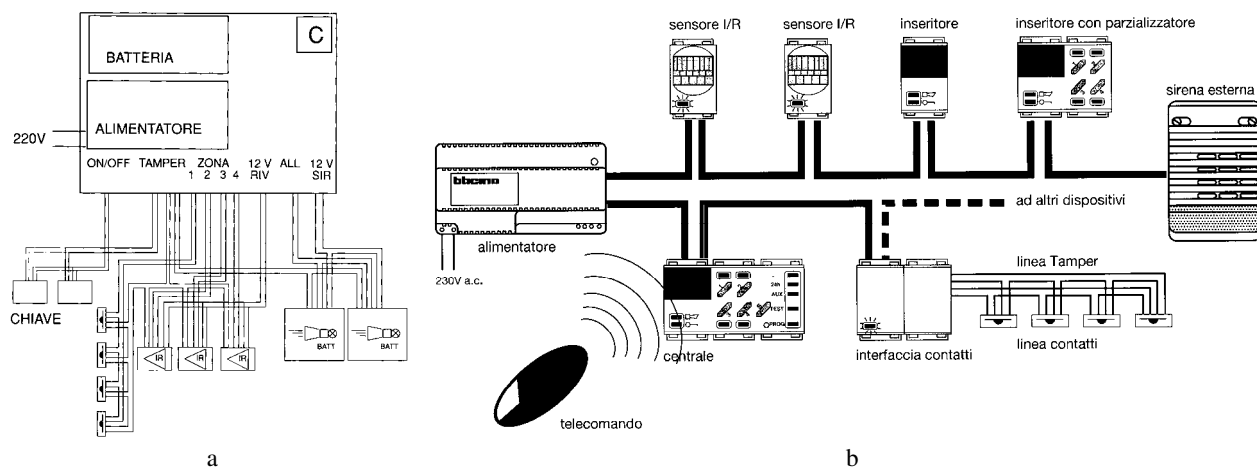 C
BATTERIA
ALIMENTATORE
220V
ON/OFF TAMPER ZONA 12 V ALL 12 V
1 2 3 4 RIV SIR
CHIAVE
IR IR IR
BATT BATT
a
sensore I/R sensore I/R inseritore inseritore con parzializzatore
sirena esterna
bticino
ad altri dispositivi
alimentatore
230V a.c.
linea Tamper
24h
AUX
TEST
PROG
centrale
interfaccia contatti
linea contatti
telecomando
b